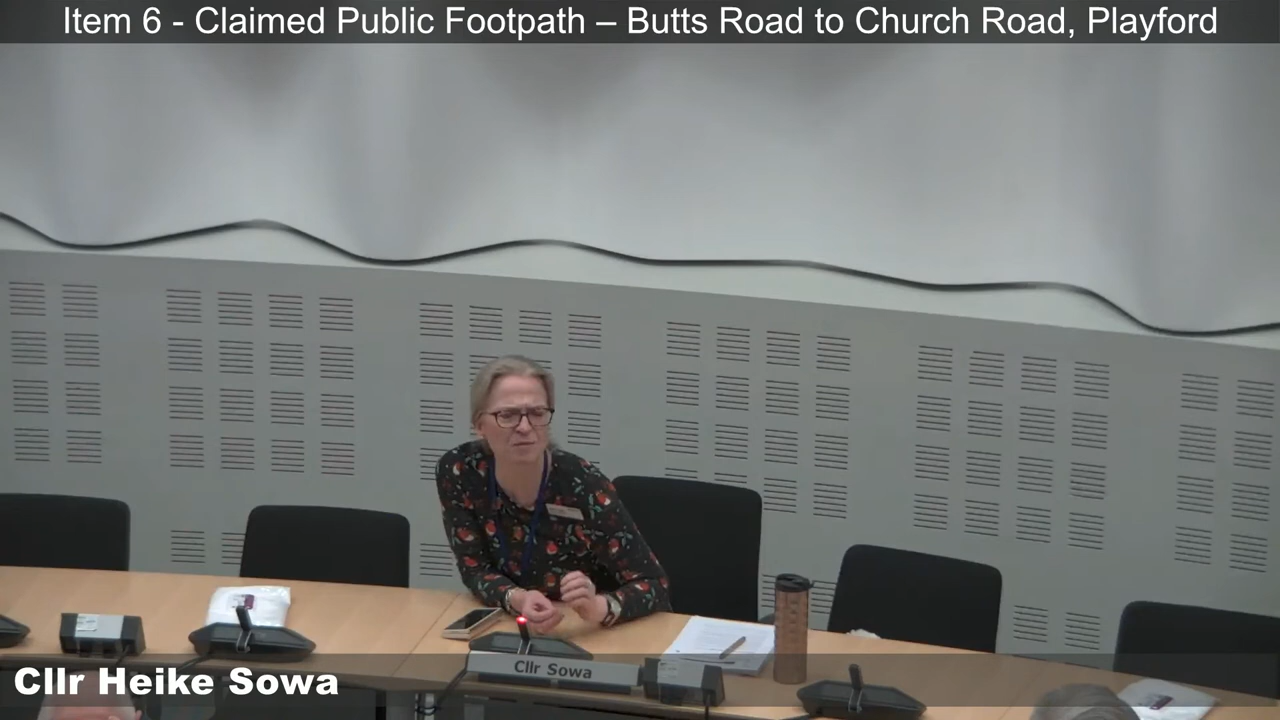 Item 6 - Claimed Public Footpath – Butts Road to Church Road, Playford
Cllr Sowa
Cllr Heike Sowa